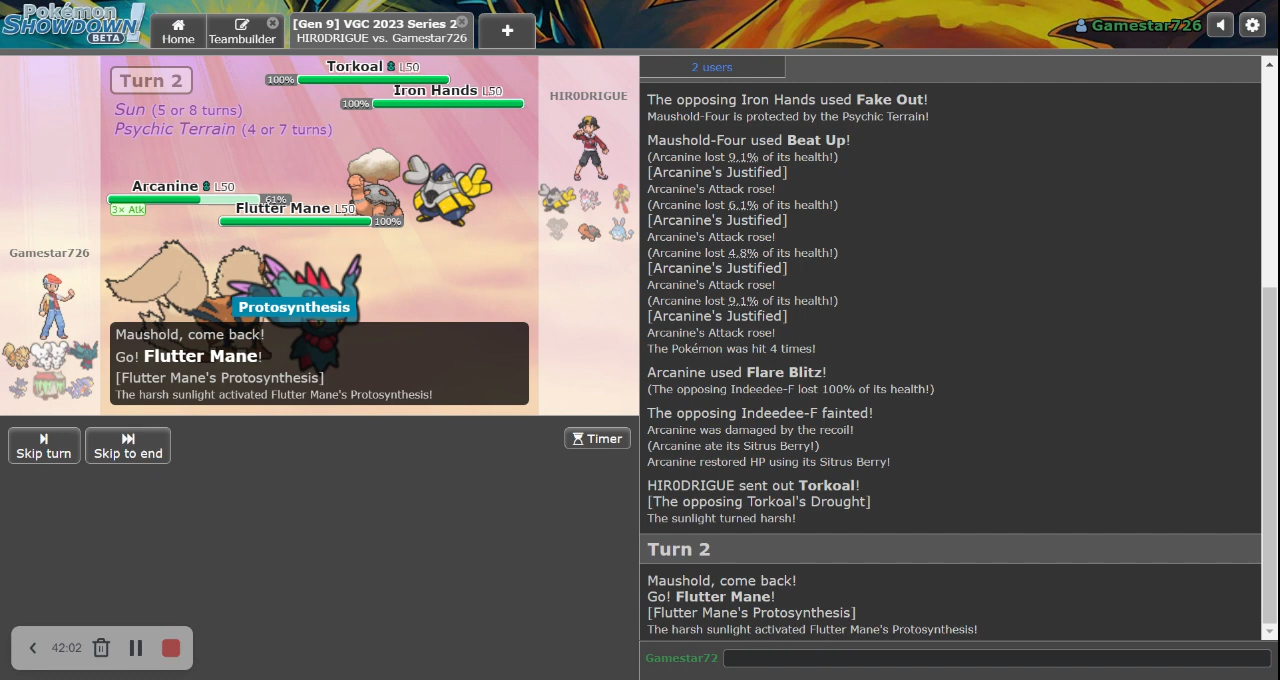 Pokémon
SHOWDOWN!
BETA
Home
Teambuilder
[Gen 9] VGC 2023 Series 2
HIR0DRIGUE vs. Gamestar726
+
Gamestar726
Turn 2
Sun (5 or 8 turns)
Psychic Terrain (4 or 7 turns)
Torkoal L50
100%
Iron Hands L50
100%
HIR0DRIGUE
Arcanine L50
61%
3× Atk
Flutter Mane L50
100%
Gamestar726
Protosynthesis
Maushold, come back!
Go! Flutter Mane!
[Flutter Mane's Protosynthesis]
The harsh sunlight activated Flutter Mane's Protosynthesis!
Skip turn
Skip to end
Timer
42:02
2 users
The opposing Iron Hands used Fake Out!
Maushold-Four is protected by the Psychic Terrain!
Maushold-Four used Beat Up!
(Arcanine lost 9.1% of its health!)
[Arcanine's Justified]
Arcanine's Attack rose!
(Arcanine lost 6.1% of its health!)
[Arcanine's Justified]
Arcanine's Attack rose!
(Arcanine lost 4.8% of its health!)
[Arcanine's Justified]
Arcanine's Attack rose!
(Arcanine lost 9.1% of its health!)
[Arcanine's Justified]
Arcanine's Attack rose!
The Pokémon was hit 4 times!
Arcanine used Flare Blitz!
(The opposing Indeedee-F lost 100% of its health!)
The opposing Indeedee-F fainted!
Arcanine was damaged by the recoil!
(Arcanine ate its Sitrus Berry!)
Arcanine restored HP using its Sitrus Berry!
HIR0DRIGUE sent out Torkoal!
[The opposing Torkoal's Drought]
The sunlight turned harsh!
Turn 2
Maushold, come back!
Go! Flutter Mane!
[Flutter Mane's Protosynthesis]
The harsh sunlight activated Flutter Mane's Protosynthesis!
Gamestar72